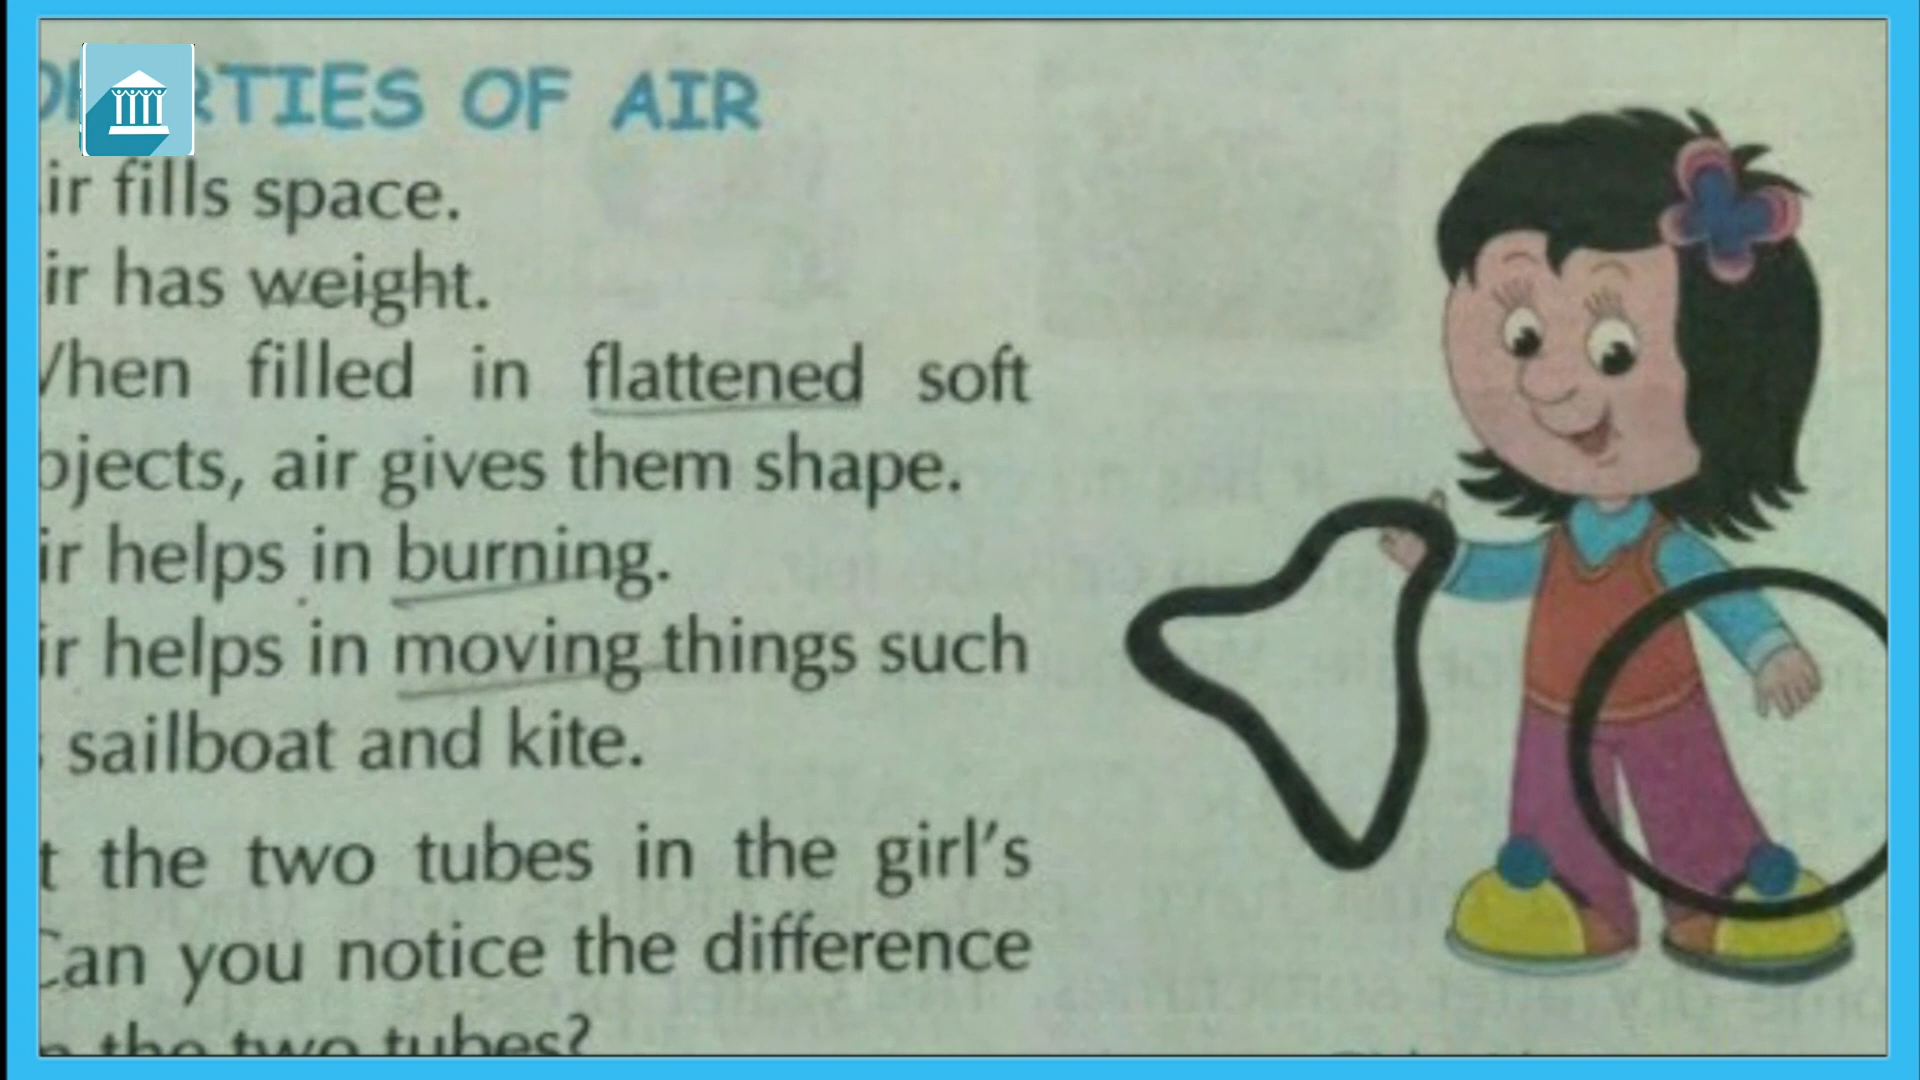 RTIES OF AIR
ir fills space.
ir has weight.
hen filled in flattened soft
bjects, air gives them shape.
ir helps in burning.
ir helps in moving things such
sailboat and kite.
t the two tubes in the girl's
Can you notice the difference
the two tubes?